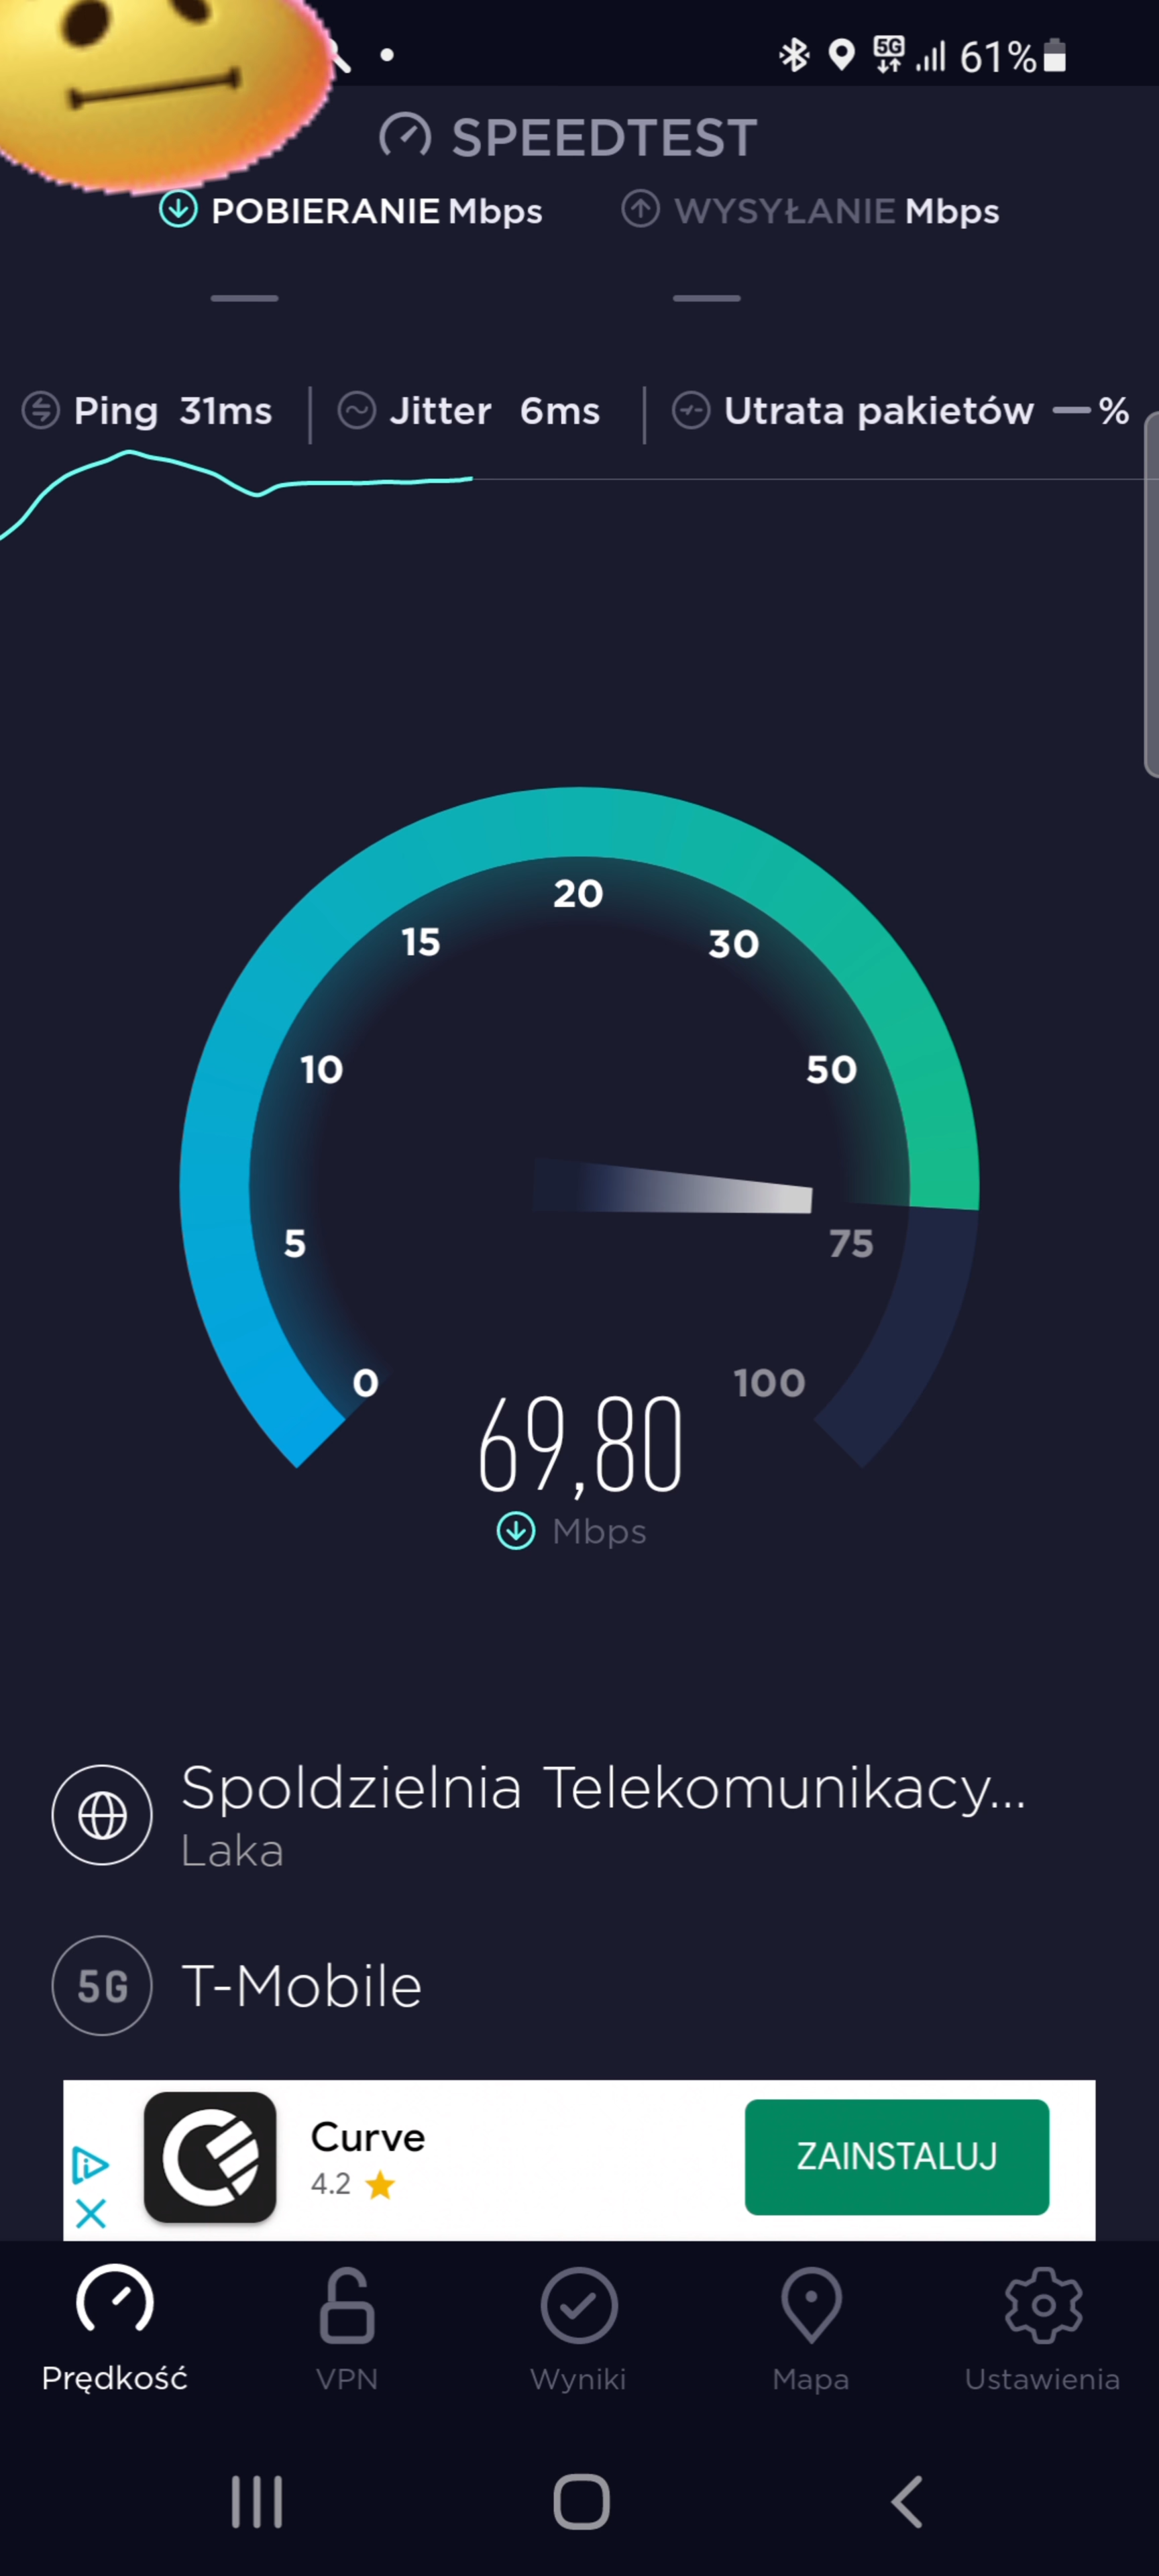 5G 61%
SPEEDTEST
POBIERANIE Mbps WYSYŁANIE Mbps
Ping 31ms Jitter 6ms Utrata pakietów — %
20
15 30
10 50
5 75
0 100
69,80
Mbps
Spoldzielnia Telekomunikacy...
Laka
5G T-Mobile
Curve
4.2
ZAINSTALUJ
Prędkość VPN Wyniki Mapa Ustawienia